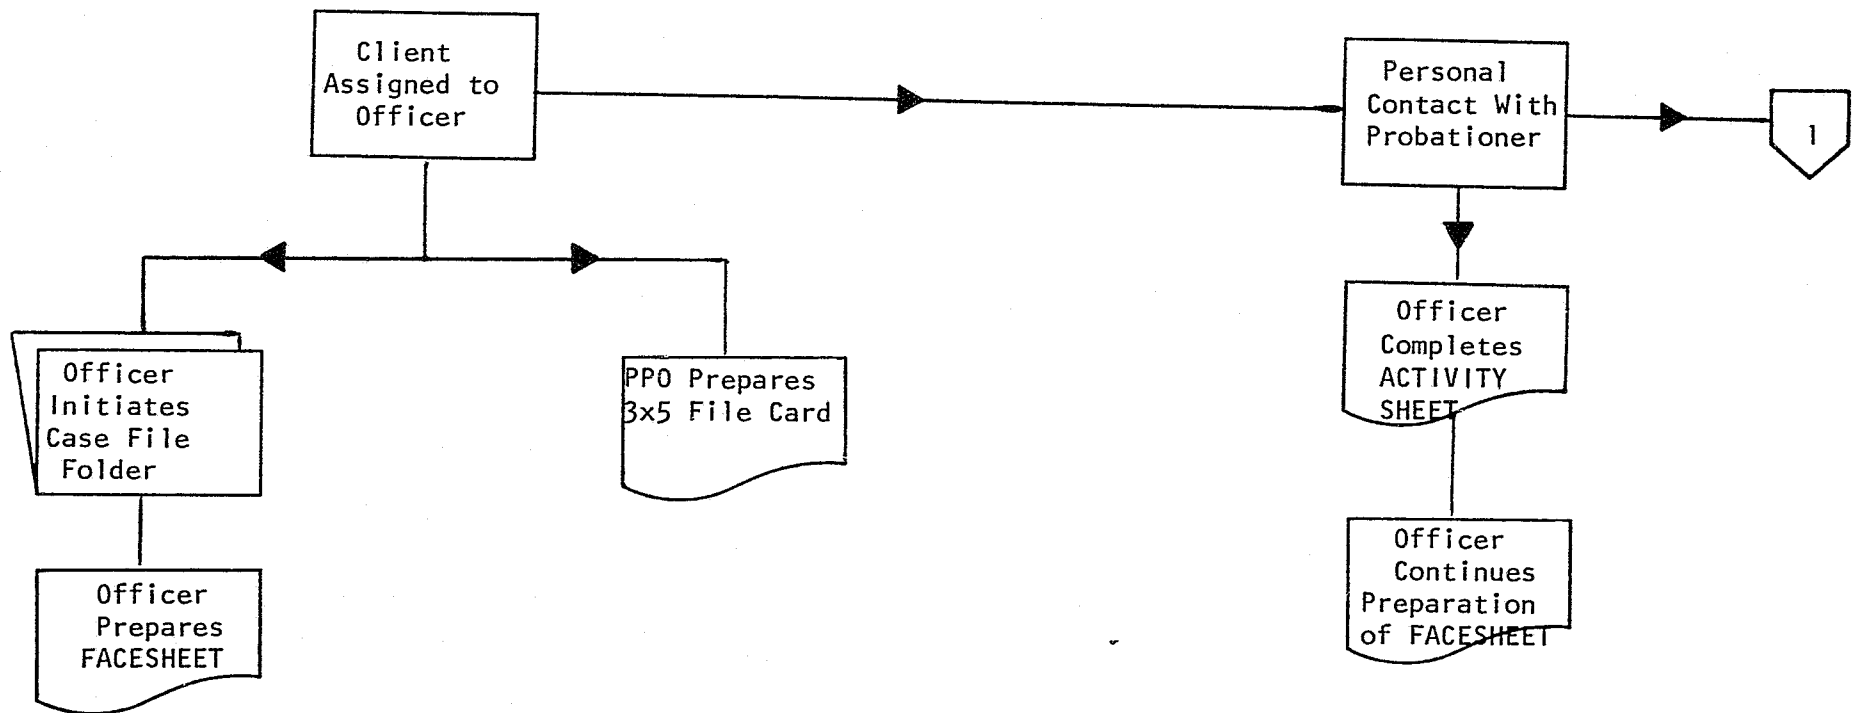 Client
Assigned to
Officer
Personal
Contact With
Probationer
1
Officer
Initiates
Case File
Folder
PPO Prepares
3x5 File Card
Officer
Completes
ACTIVITY
SHEET
Officer
Prepares
FACESHEET
Officer
Continues
Preparation
of FACESHEET